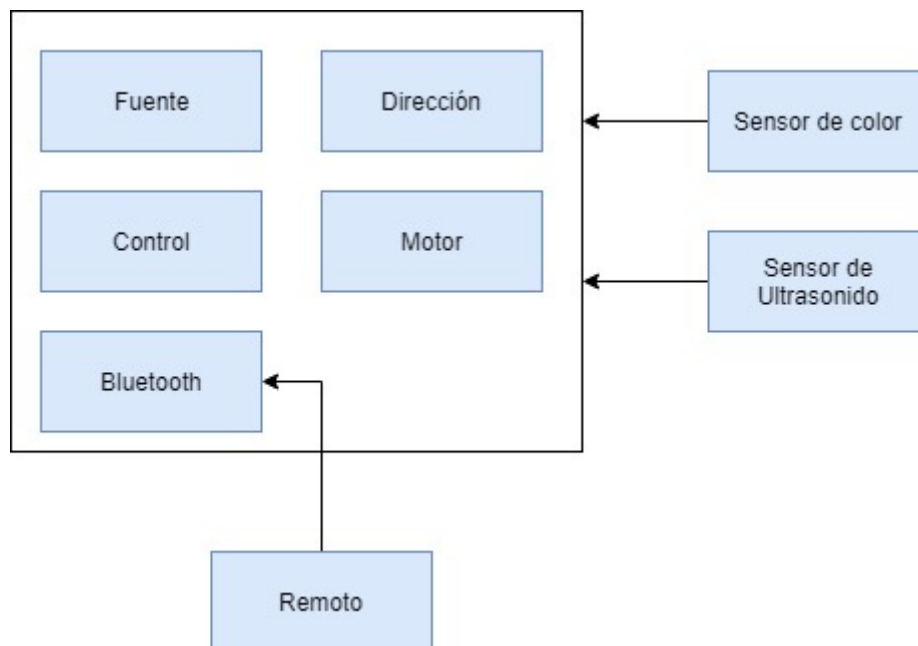 Fuente
Dirección
Sensor de color
Control
Motor
Sensor de
Ultrasonido
Bluetooth
Remoto